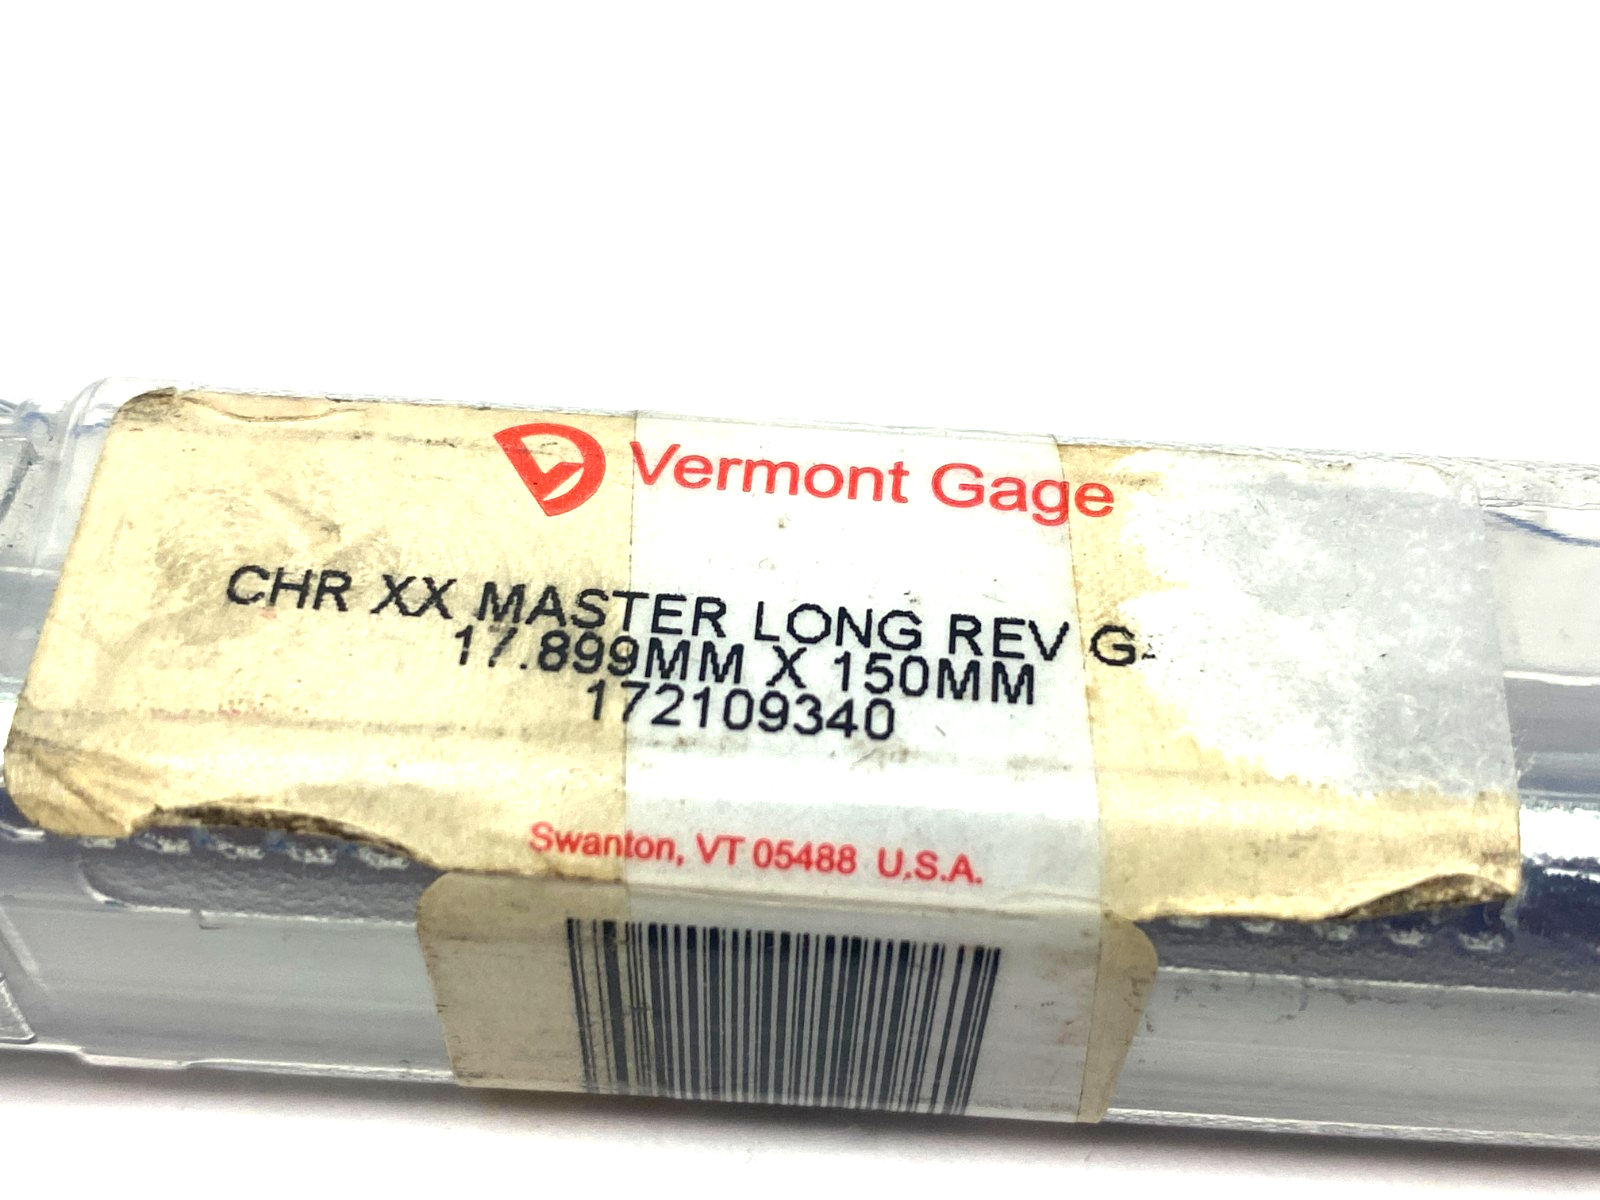 Vermont Gage
CHR XX MASTER LONG REV
17.899MM X 150MM
172109340
Swanton, VT 05488 U.S.A.